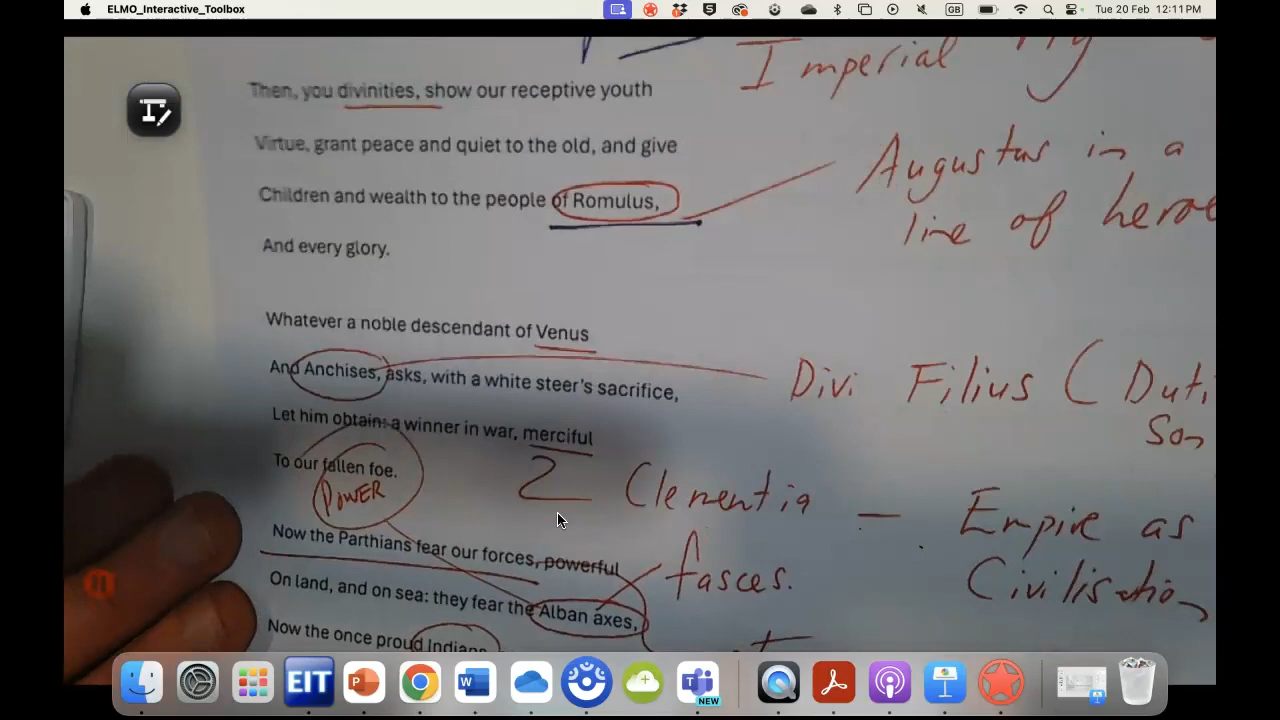 ELMO_Interactive_Toolbox
GB
Tue 20 Feb 12:11 PM
Imperial
Then, you divinities, show our receptive youth
Virtue, grant peace and quiet to the old, and give
Children and wealth to the people of Romulus,
And every glory.
Augustus in a
line of
Whatever a noble descendant of Venus
And Anchises, asks, with a white steer's sacrifice,
Let him obtain: a winner in war, merciful
To our fallen foe.
POWER
Divi Filius (
Son
2 Clementia — Empire as
Civilisation
Now the Parthians fear our forces, powerful
On land, and on sea: they fear the Alban axes,
fasces.
Now the once proud Indians
EIT
NEW